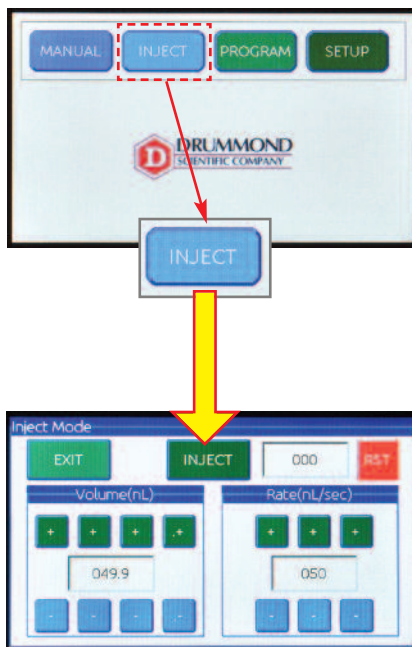 MANUAL INJECT PROGRAM SETUP
D DRUMMOND
SCIENTIFIC COMPANY
INJECT
Inject Mode
EXIT INJECT 000 RST
Volume(nL) Rate(nL/sec)
+ + + .+ + + +
049.9 050
- - - .- - - -